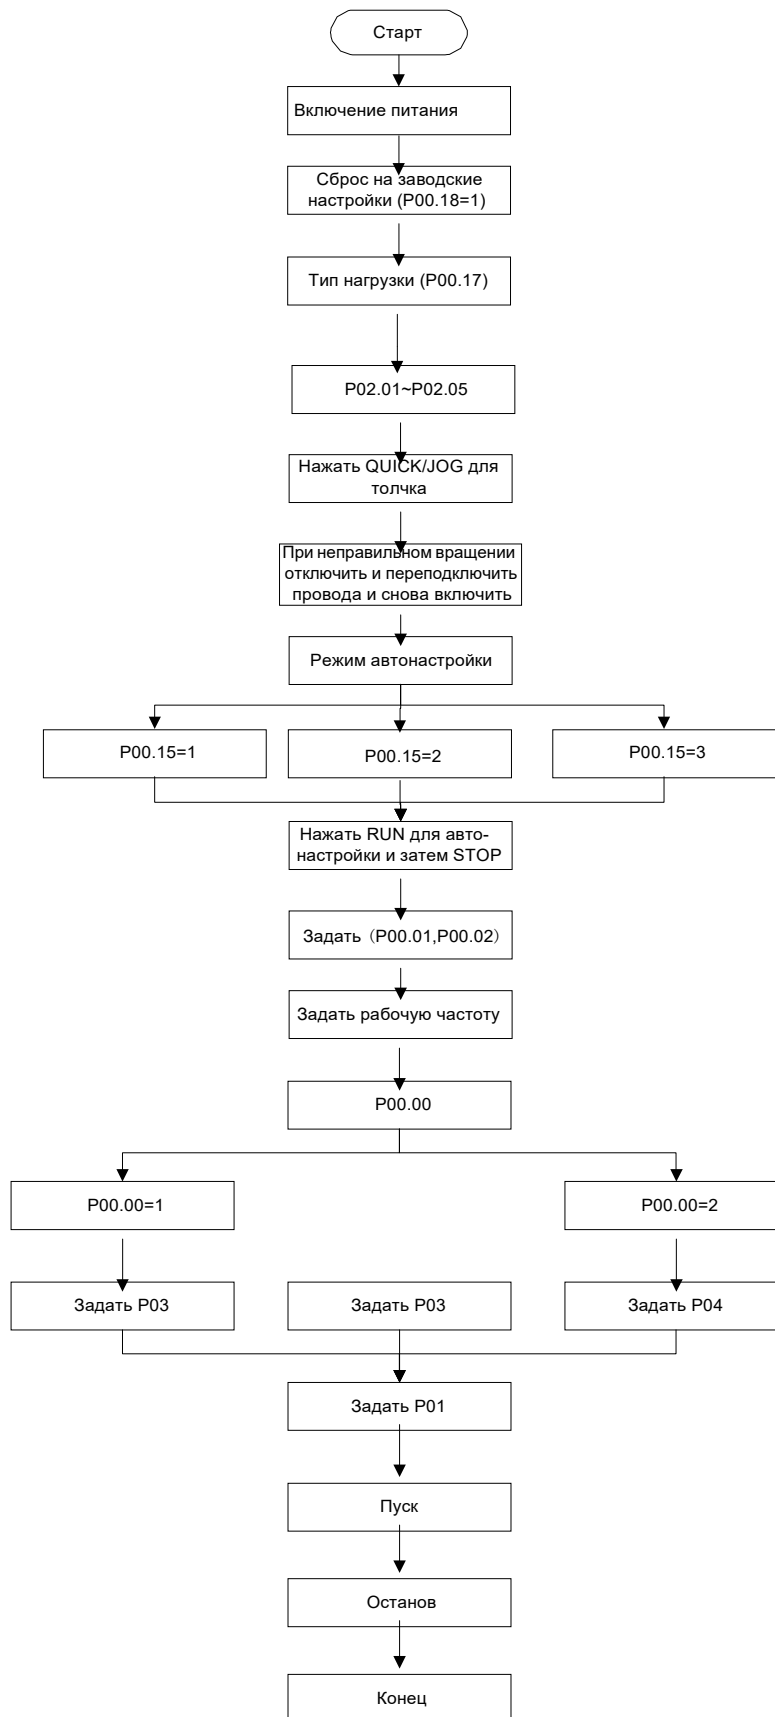 Старт
Включение питания
Сброс на заводские
настройки (P00.18=1)
Тип нагрузки (P00.17)
P02.01~P02.05
Нажать QUICK/JOG для
толчка
При неправильном вращении
отключить и переподключить
провода и снова включить
Режим автонастройки
P00.15=1
P00.15=2
P00.15=3
Нажать RUN для авто-
настройки и затем STOP
Задать（P00.01,P00.02）
Задать рабочую частоту
P00.00
P00.00=1
P00.00=2
Задать P03
Задать P03
Задать P04
Задать P01
Пуск
Останов
Конец